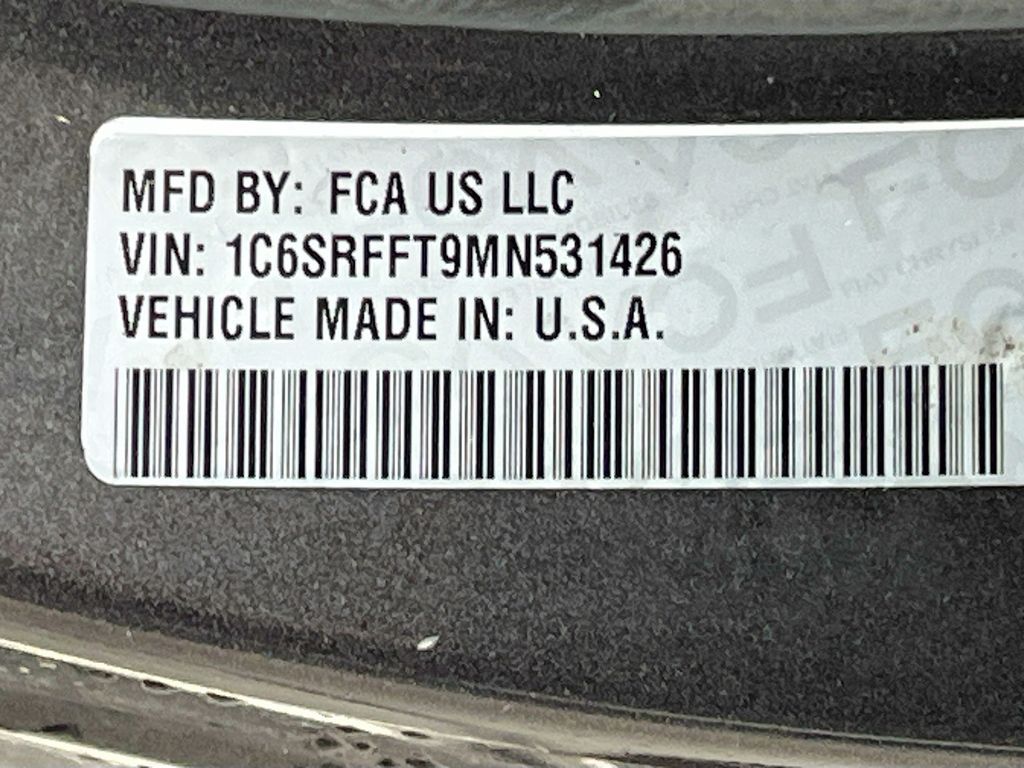 MFD BY: FCA US LLC
VIN: 1C6SRFFT9MN531426
VEHICLE MADE IN: U.S.A.